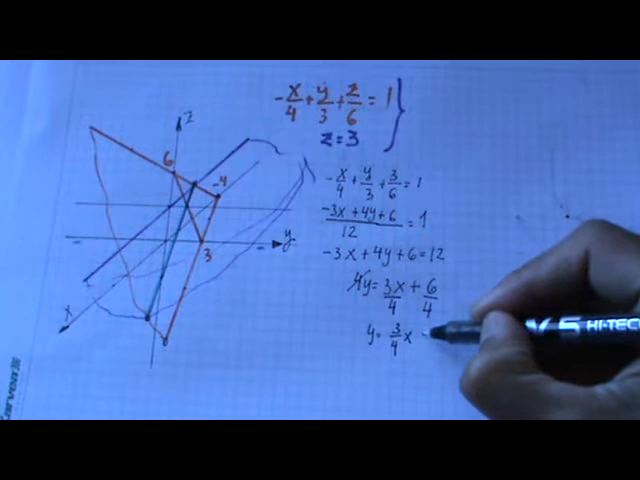 -x/4 + y/3 + z/6 = 1
z = 3
z
6
-4
y
3
x
-x/4 + y/3 + 3/6 = 1
-3x + 4y + 6 / 12 = 1
-3x + 4y + 6 = 12
4y = 3x/4 + 6/4
y = 3/4 x
V5 HI-TEC